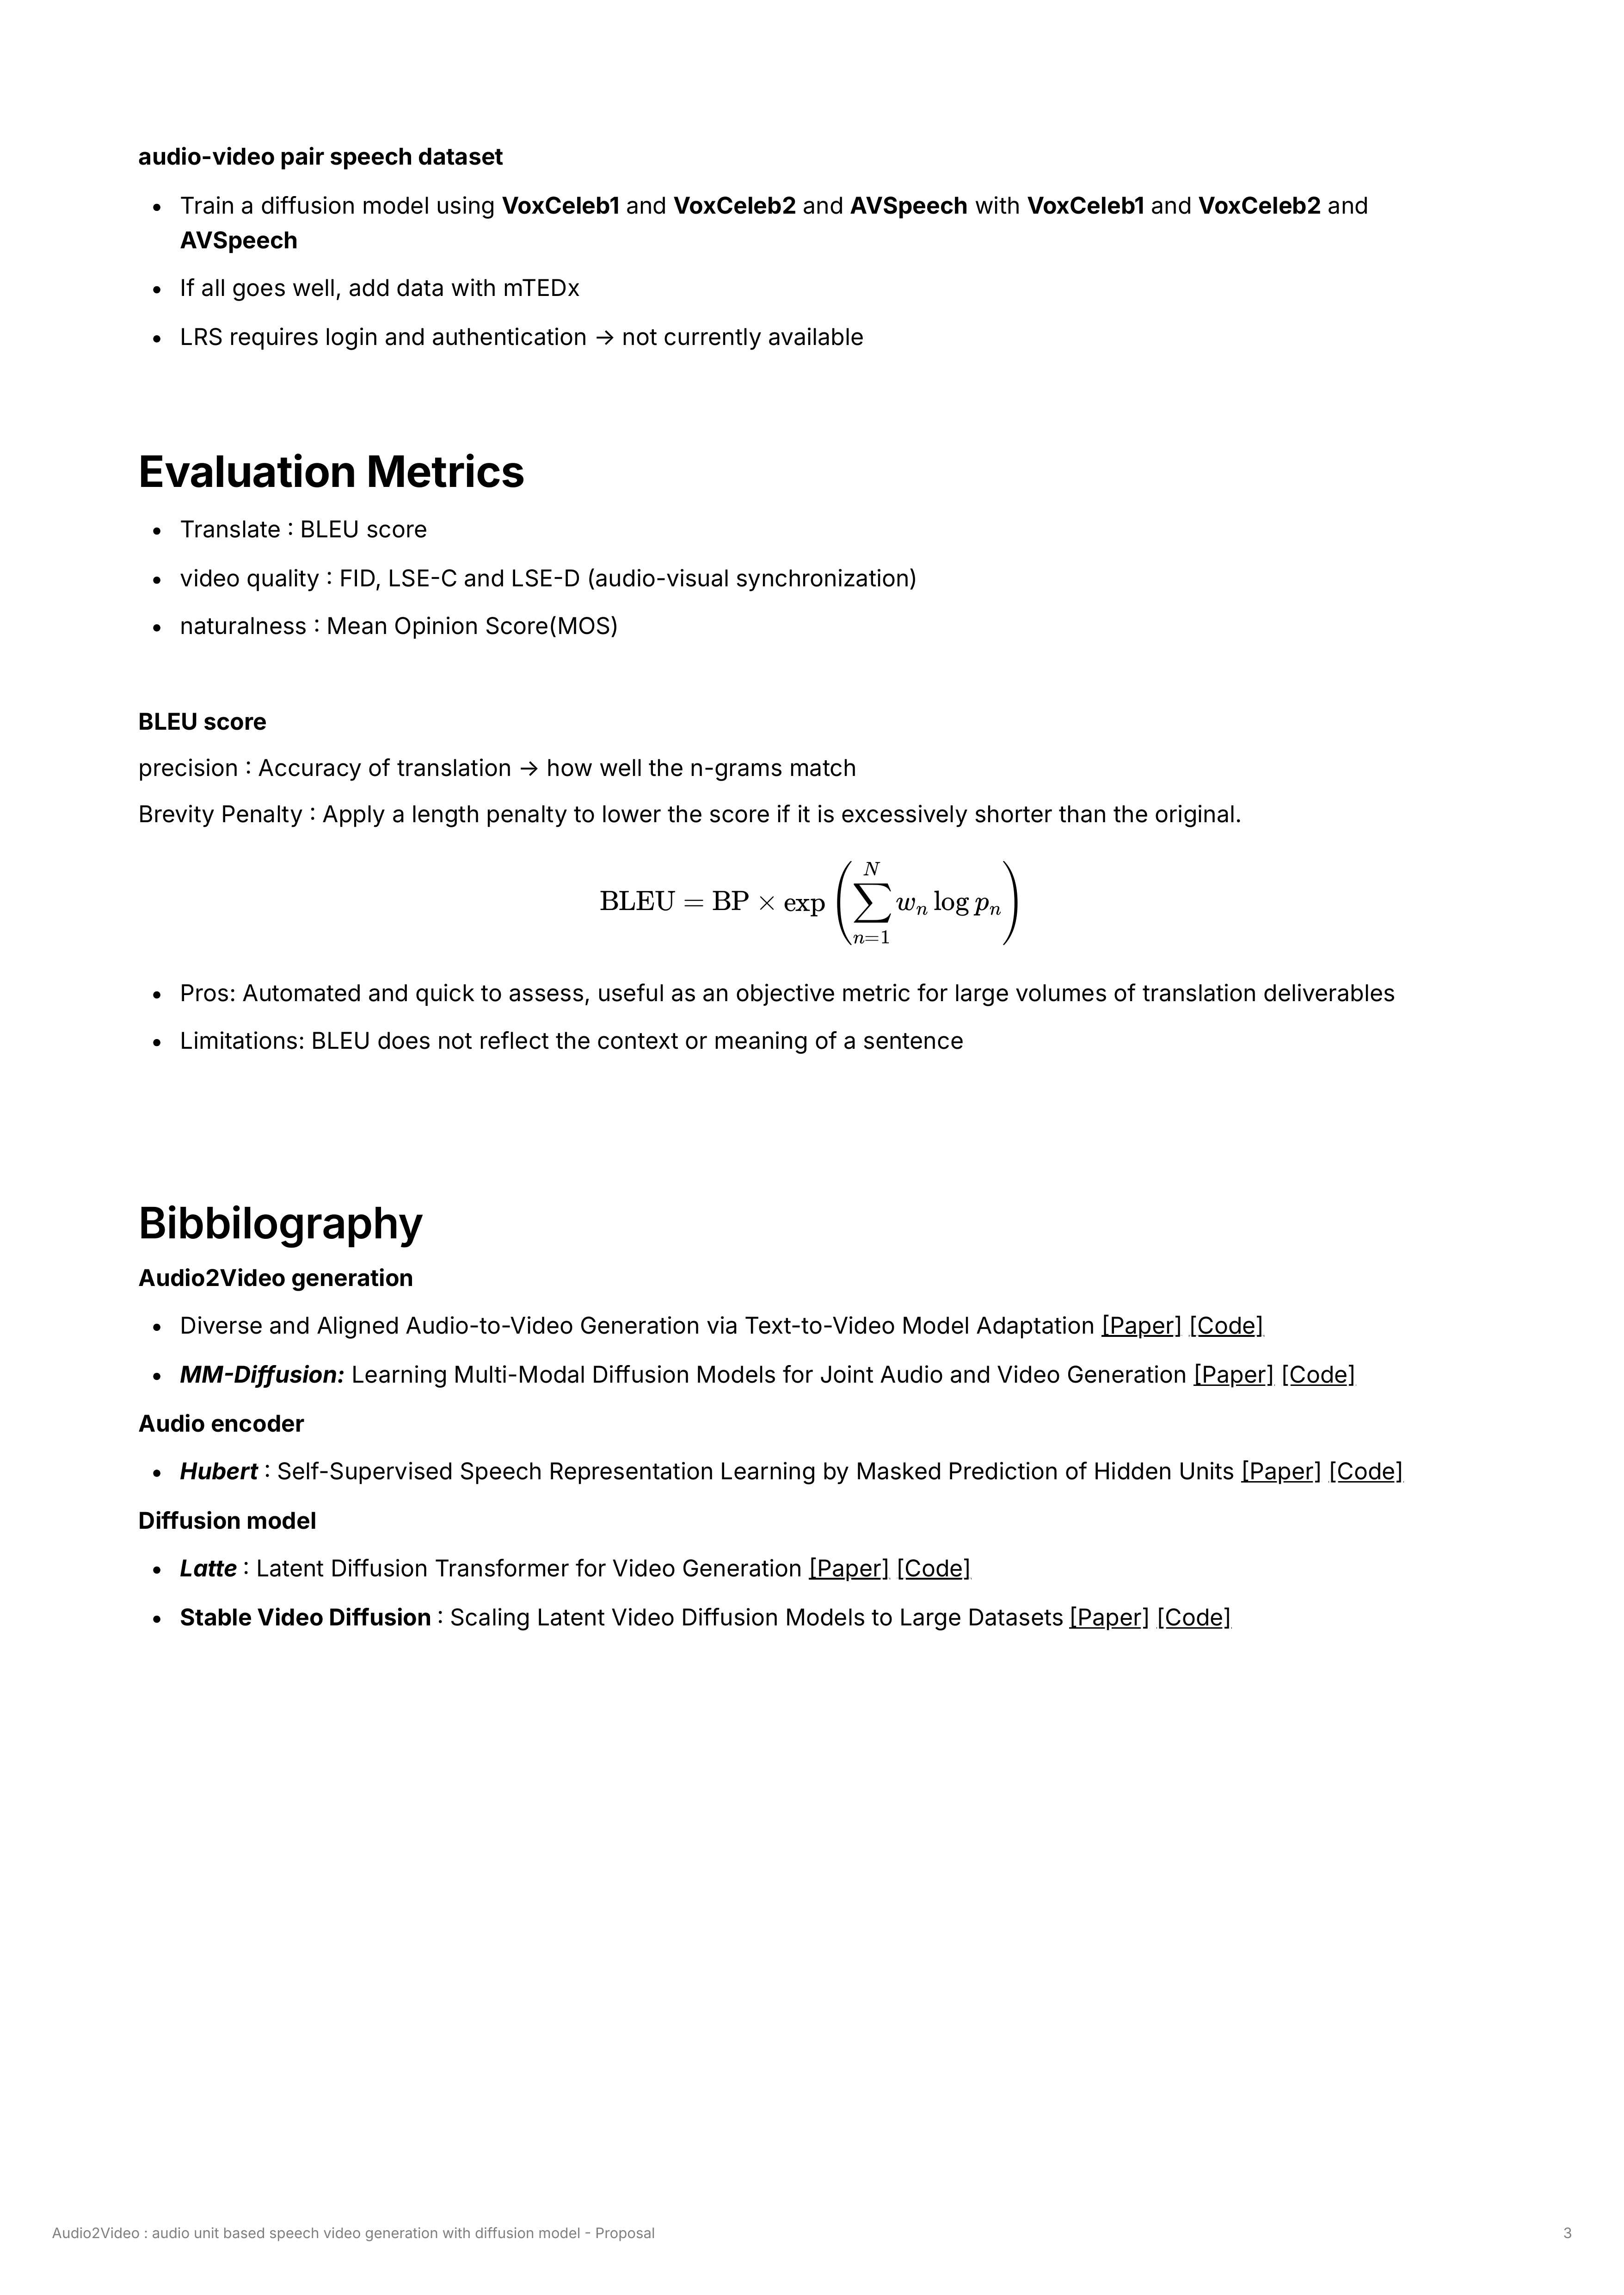 audio-video pair speech dataset
• Train a diffusion model using VoxCeleb1 and VoxCeleb2 and AVSpeech with VoxCeleb1 and VoxCeleb2 and
AVSpeech
• If all goes well, add data with mTEDx
• LRS requires login and authentication → not currently available
Evaluation Metrics
• Translate : BLEU score
• video quality : FID, LSE-C and LSE-D (audio-visual synchronization)
• naturalness : Mean Opinion Score(MOS)
BLEU score
precision : Accuracy of translation → how well the n-grams match
Brevity Penalty : Apply a length penalty to lower the score if it is excessively shorter than the original.
BLEU = BP × exp ( ∑_{n=1}^{N} w_n log p_n )
• Pros: Automated and quick to assess, useful as an objective metric for large volumes of translation deliverables
• Limitations: BLEU does not reflect the context or meaning of a sentence
Bibbilography
Audio2Video generation
• Diverse and Aligned Audio-to-Video Generation via Text-to-Video Model Adaptation [Paper] [Code]
• MM-Diffusion: Learning Multi-Modal Diffusion Models for Joint Audio and Video Generation [Paper] [Code]
Audio encoder
• Hubert : Self-Supervised Speech Representation Learning by Masked Prediction of Hidden Units [Paper] [Code]
Diffusion model
• Latte : Latent Diffusion Transformer for Video Generation [Paper] [Code]
• Stable Video Diffusion : Scaling Latent Video Diffusion Models to Large Datasets [Paper] [Code]
Audio2Video : audio unit based speech video generation with diffusion model - Proposal 3